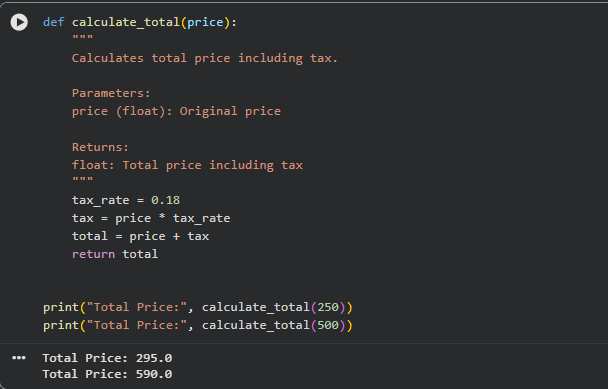 def calculate_total(price):
"""
Calculates total price including tax.
Parameters:
price (float): Original price
Returns:
float: Total price including tax
"""
tax_rate = 0.18
tax = price * tax_rate
total = price + tax
return total
print("Total Price:", calculate_total(250))
print("Total Price:", calculate_total(500))
Total Price: 295.0
Total Price: 590.0